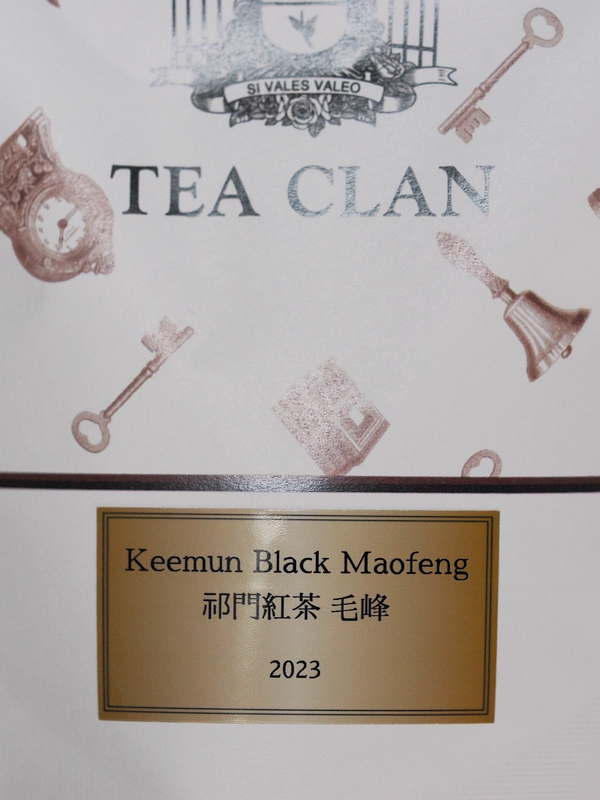 SI VALES VALEO
TEA CLAN
Keemun Black Maofeng
祁門紅茶 毛峰
2023